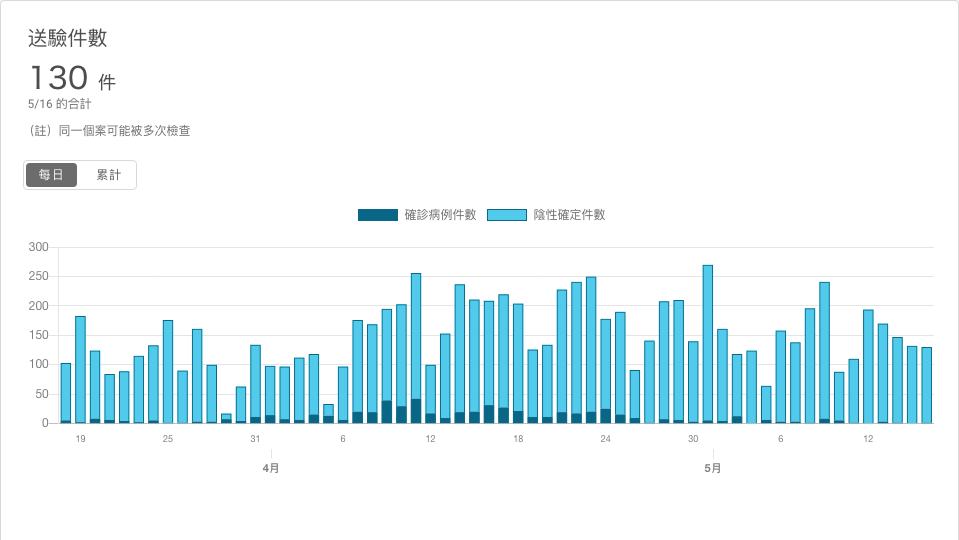 送驗件數
130 件
5/16 的合計
（註）同一個案可能被多次檢查
每日 累計
確診病例件數 陰性確定件數
300
250
200
150
100
50
0
19 25 31 6 12 18 24 30 6 12
4月 5月